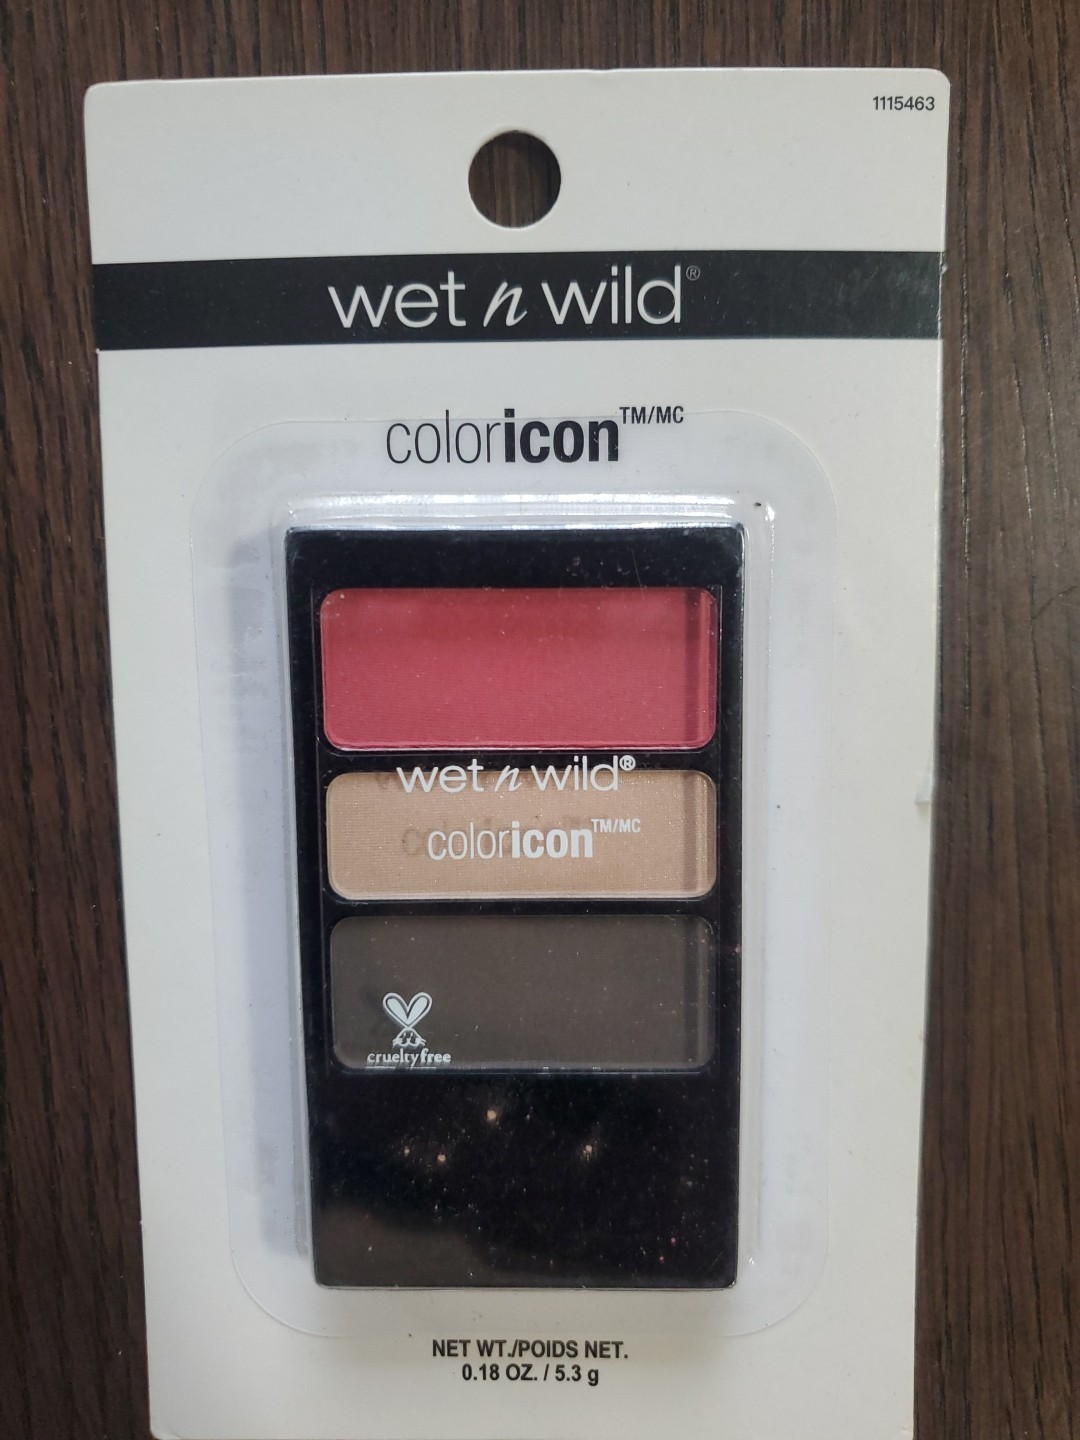 1115463
wet n wild®
coloricon™/MC
wet n wild®
coloricon™/MC
crueltyfree
NET WT./POIDS NET.
0.18 OZ. / 5.3 g